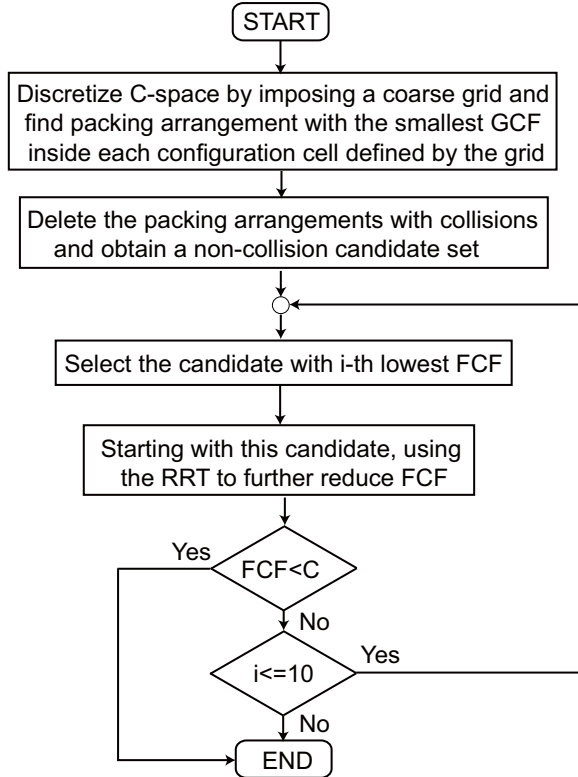 START
Discretize C-space by imposing a coarse grid and
find packing arrangement with the smallest GCF
inside each configuration cell defined by the grid
Delete the packing arrangements with collisions
and obtain a non-collision candidate set
Select the candidate with i-th lowest FCF
Starting with this candidate, using
the RRT to further reduce FCF
Yes
FCF<C
No
i<=10
Yes
No
END